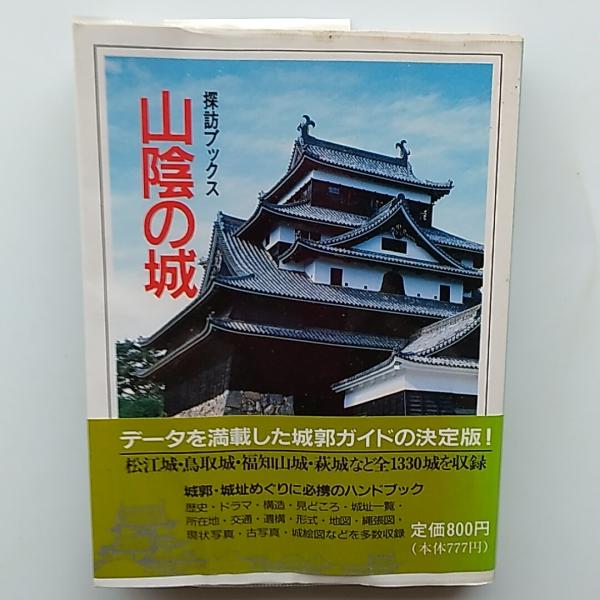 探訪ブックス
山陰の城
データを満載した城郭ガイドの決定版!
松江城・鳥取城・福知山城・萩城など全1330城を収録
城郭・城址めぐりに必携のハンドブック
歴史・ドラマ・構造・見どころ・城址一覧・
所在地・交通・遺構・形式・地図・縄張図・
現状写真・古写真・城絵図などを多数収録
定価800円
(本体777円)